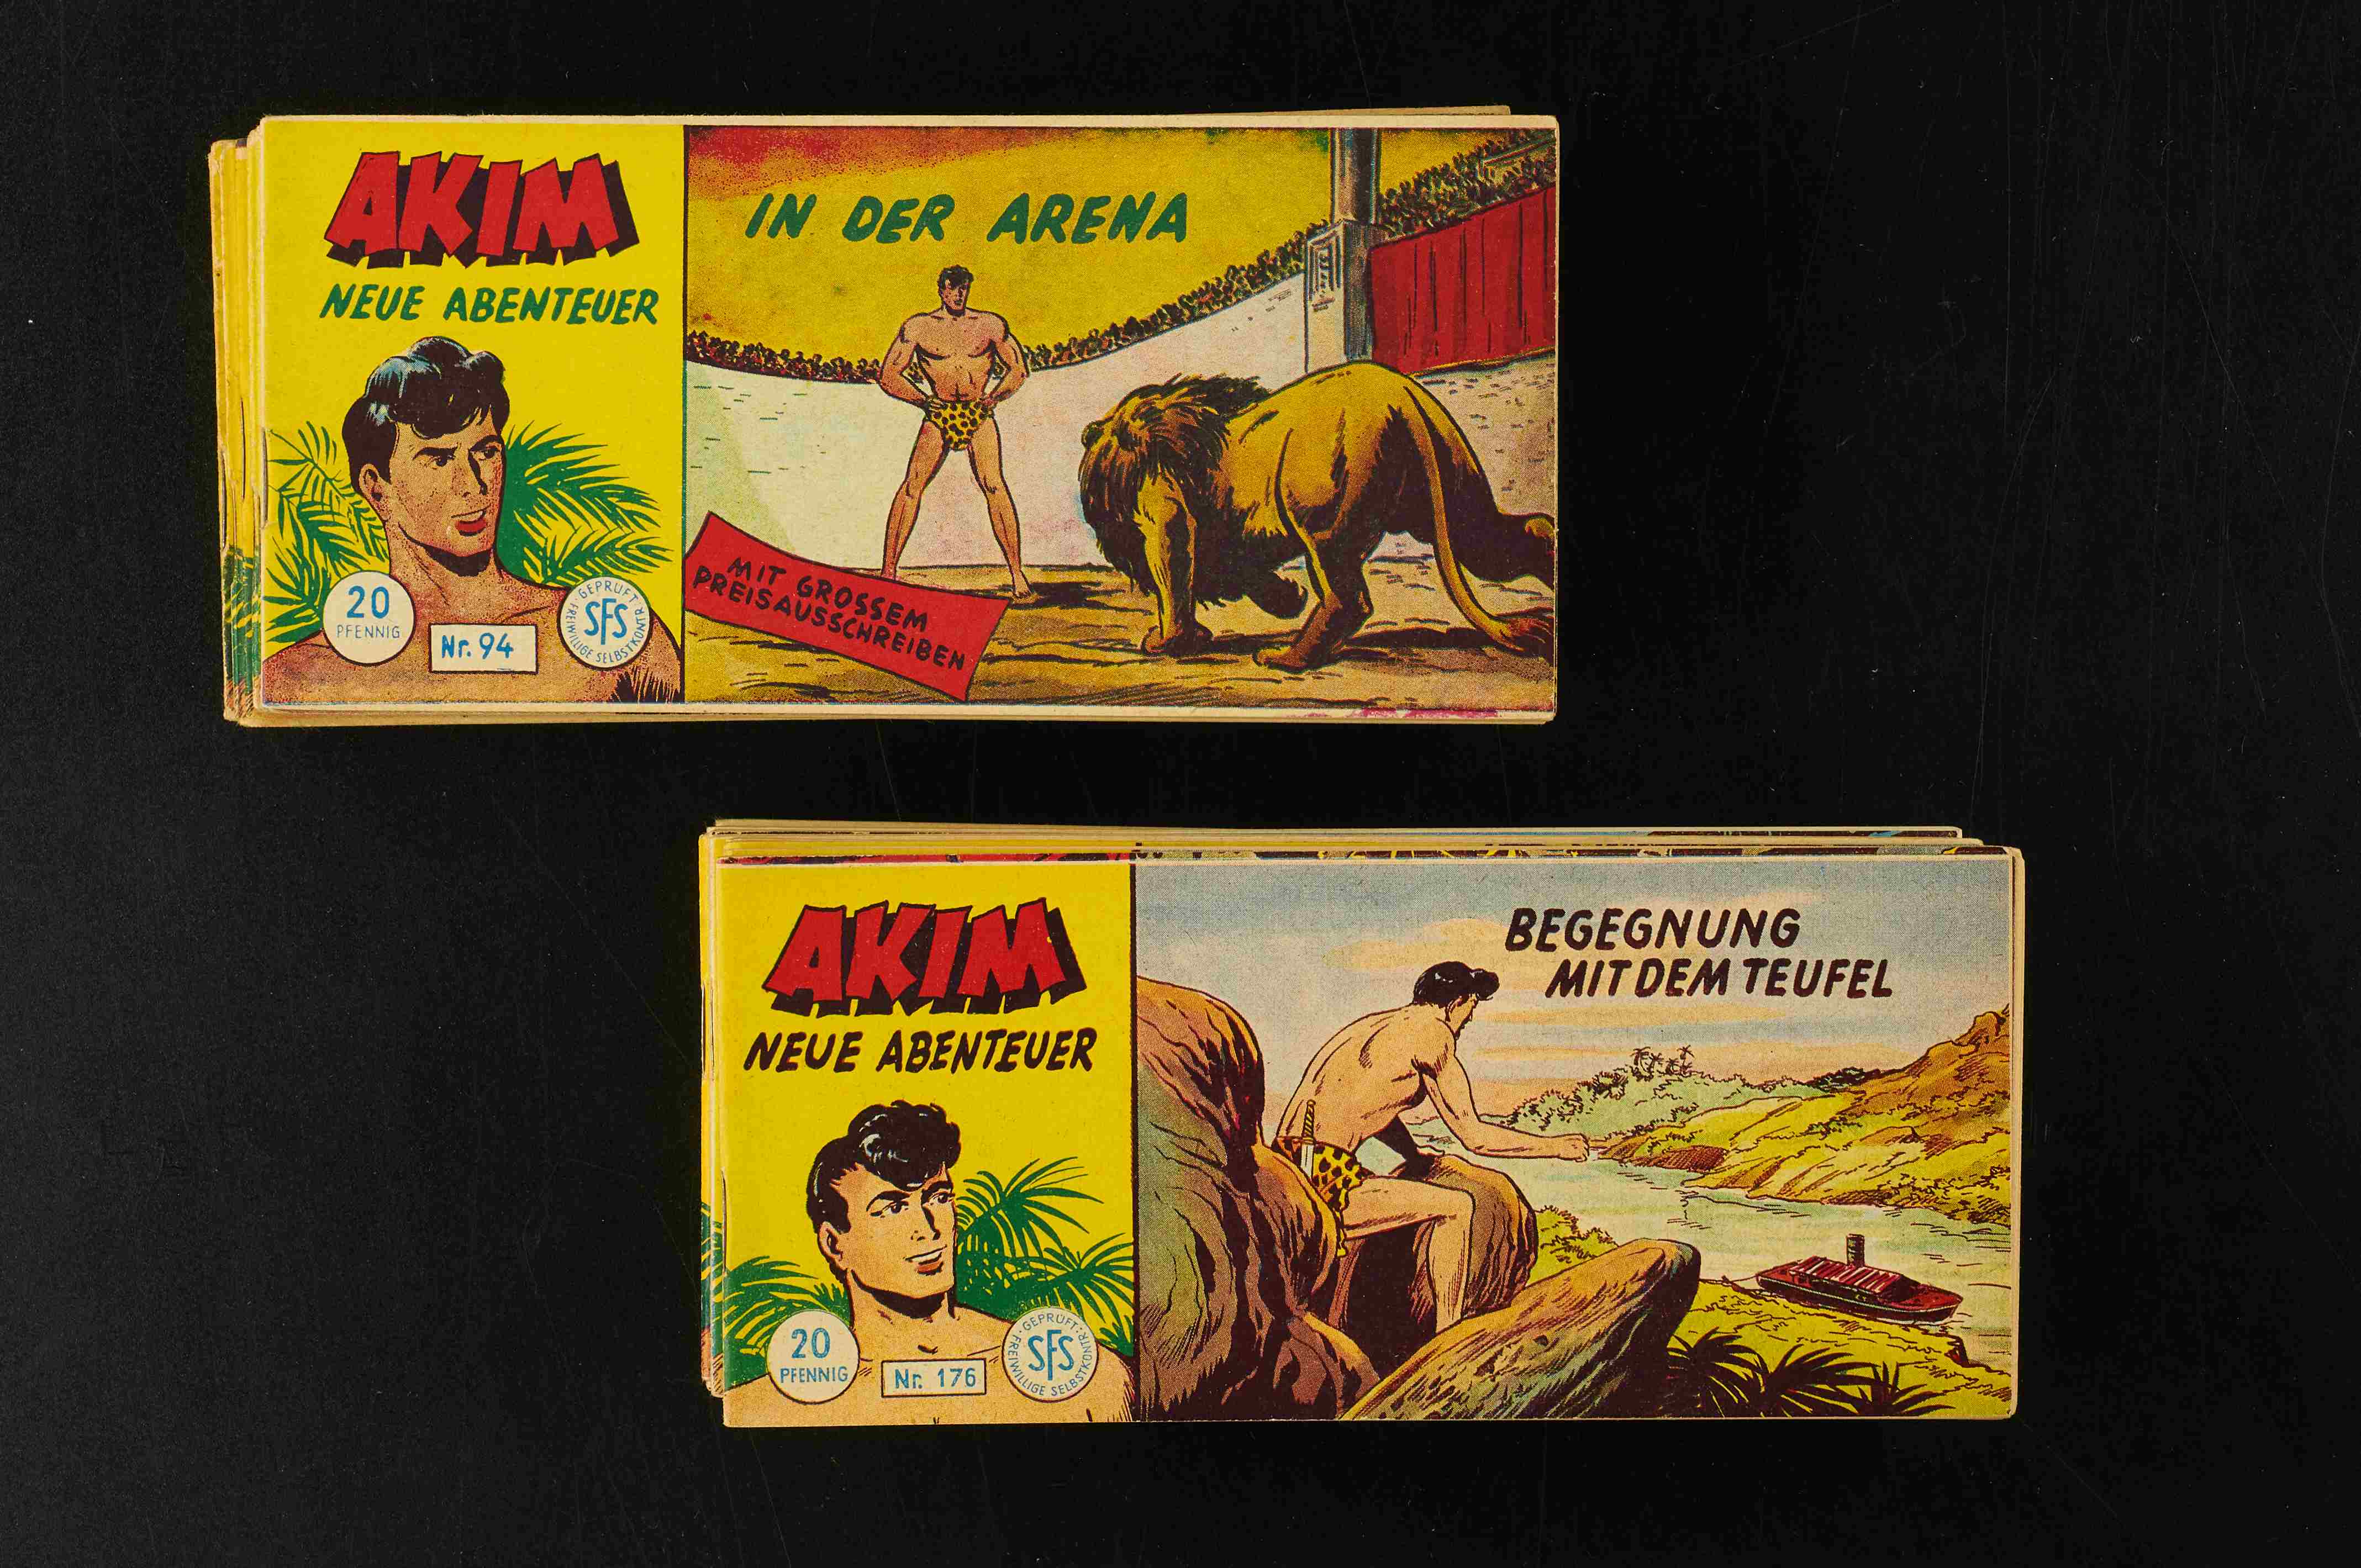 AKIM
NEUE ABENTEUER
20
PFENNIG
Nr. 94
GEPRÜFT · FREIWILLIGE SELBSTKONTR.
SFS
IN DER ARENA
MIT GROSSEM
PREISAUSSCHREIBEN
AKIM
NEUE ABENTEUER
20
PFENNIG
Nr. 176
GEPRÜFT · FREIWILLIGE SELBSTKONTR.
SFS
BEGEGNUNG
MIT DEM TEUFEL